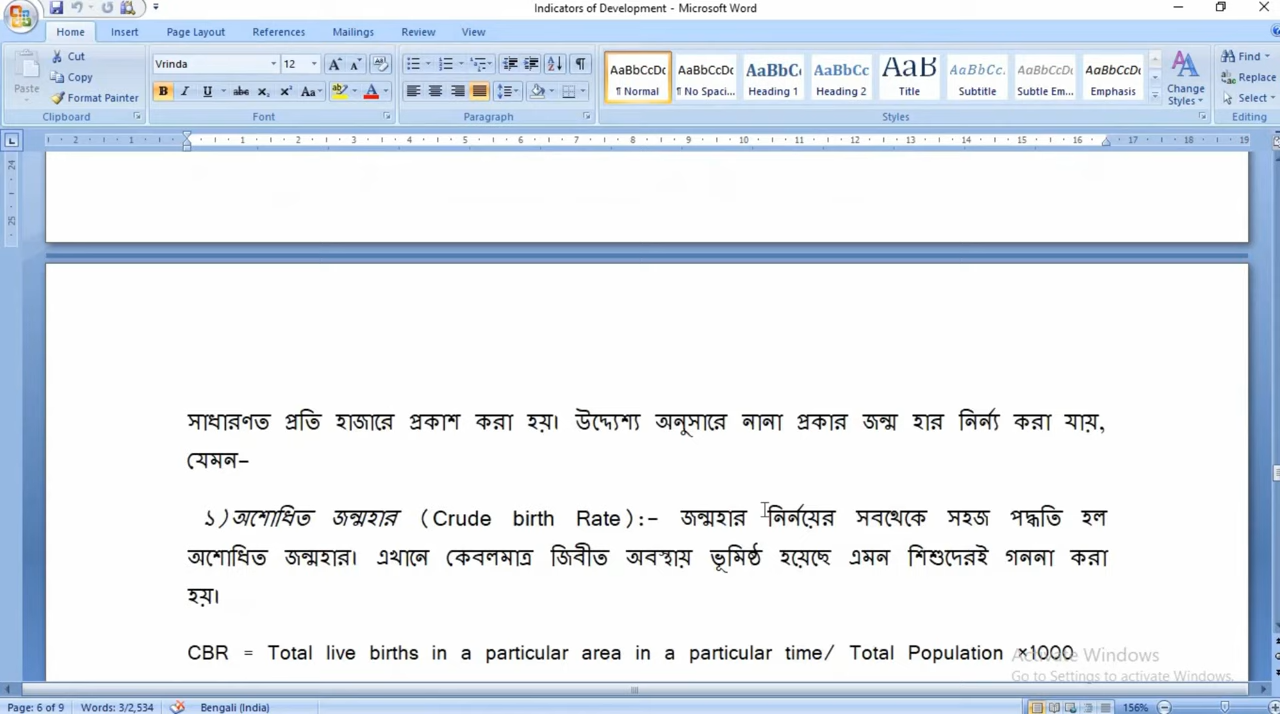 Indicators of Development - Microsoft Word
Home Insert Page Layout References Mailings Review View
Paste Cut Copy Format Painter Clipboard
Vrinda 12 Font
Paragraph
AaBbCcDc ¶ Normal AaBbCcDc ¶ No Spaci... AaBbC‹ Heading 1 AaBbCc Heading 2 AaB Title AaBbCc. Subtitle AaBbCcDc Subtle Em... AaBbCcDc Emphasis Change Styles Styles
Find Replace Select Editing
সাধারণত প্রতি হাজারে প্রকাশ করা হয়। উদ্দ্যেশ্য অনুসারে নানা প্রকার জন্ম হার নির্ন্য করা যায়,
যেমন–
১)অশোধিত জন্মহার (Crude birth Rate):– জন্মহার নির্নয়ের সবথেকে সহজ পদ্ধতি হল
অশোধিত জন্মহার। এখানে কেবলমাত্র জিবীত অবস্থায় ভূমিষ্ঠ হয়েছে এমন শিশুদেরই গননা করা
হয়।
CBR = Total live births in a particular area in a particular time/ Total Population ×1000
Activate Windows
Go to Settings to activate Windows.
Page: 6 of 9 Words: 3/2,534 Bengali (India) 156%